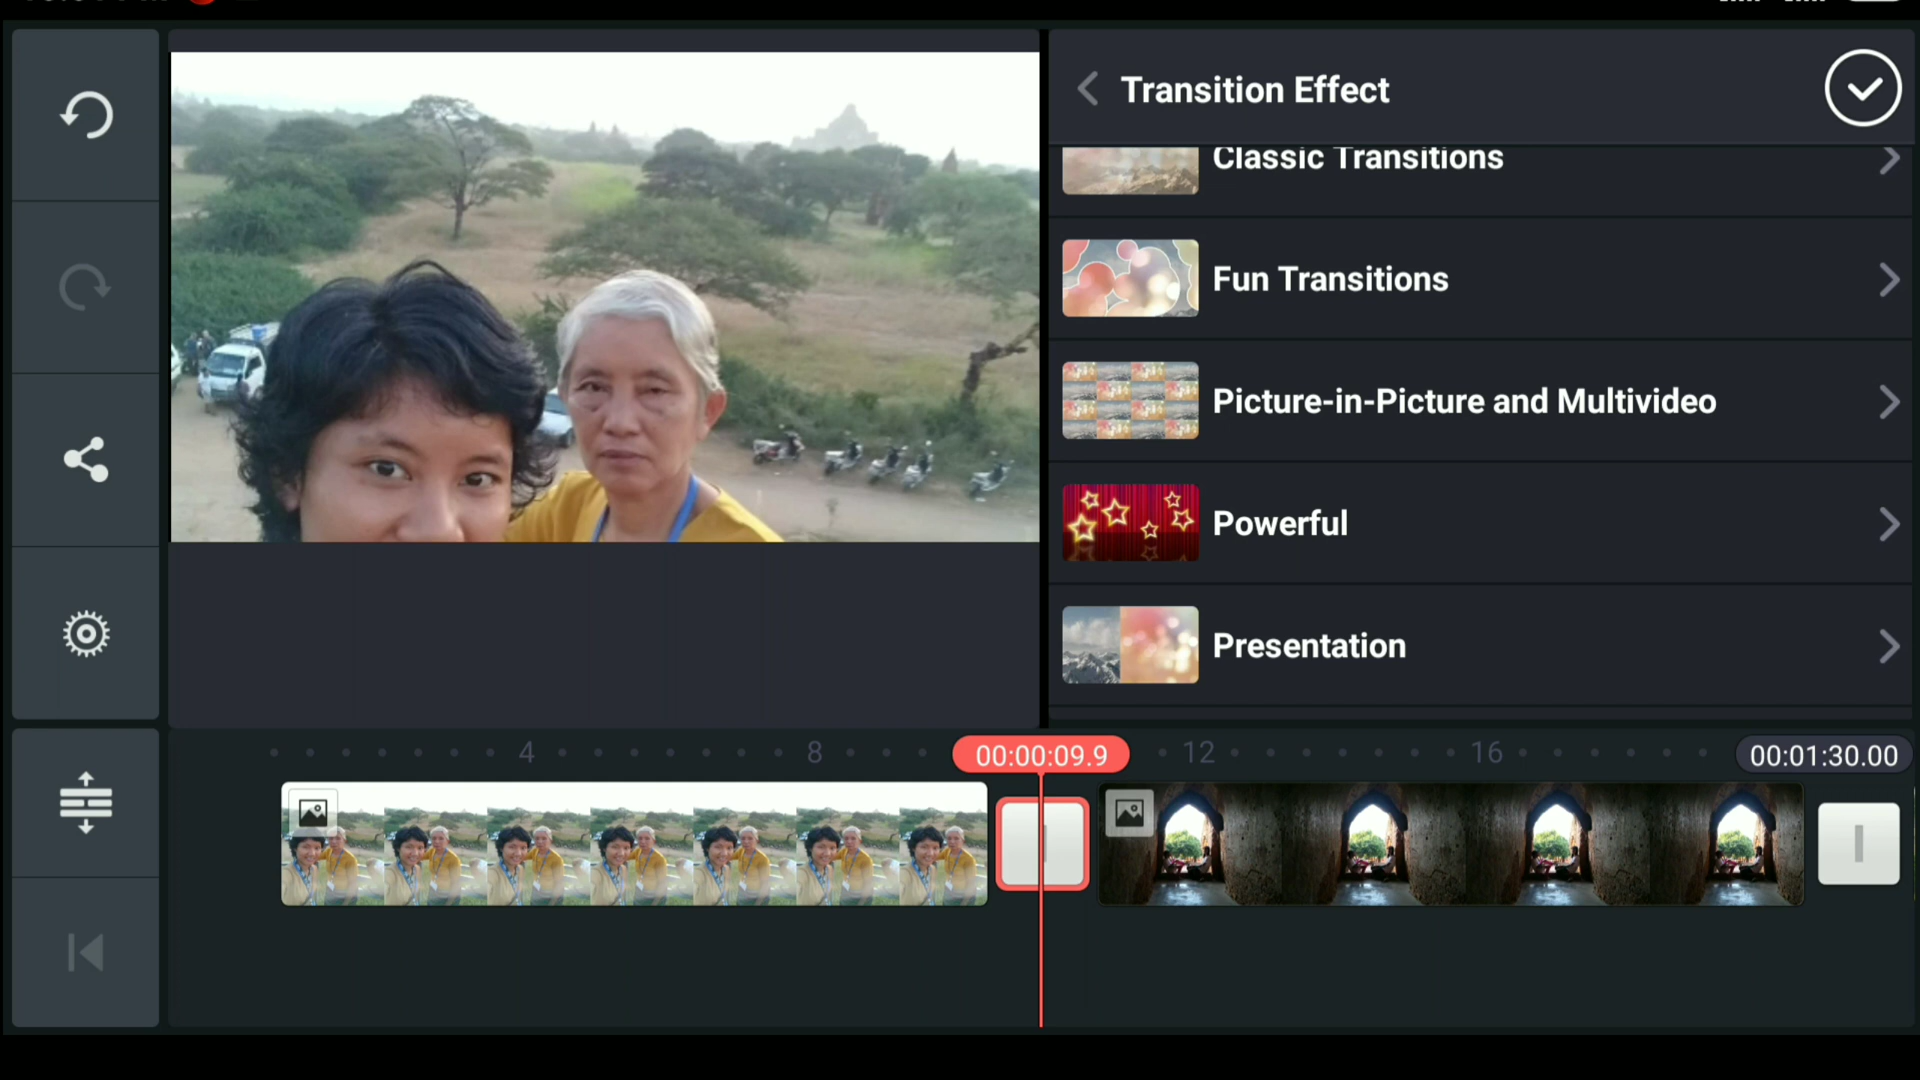 Transition Effect
Classic Transitions
Fun Transitions
Picture-in-Picture and Multivideo
Powerful
Presentation
4
8
00:00:09.9
12
16
00:01:30.00